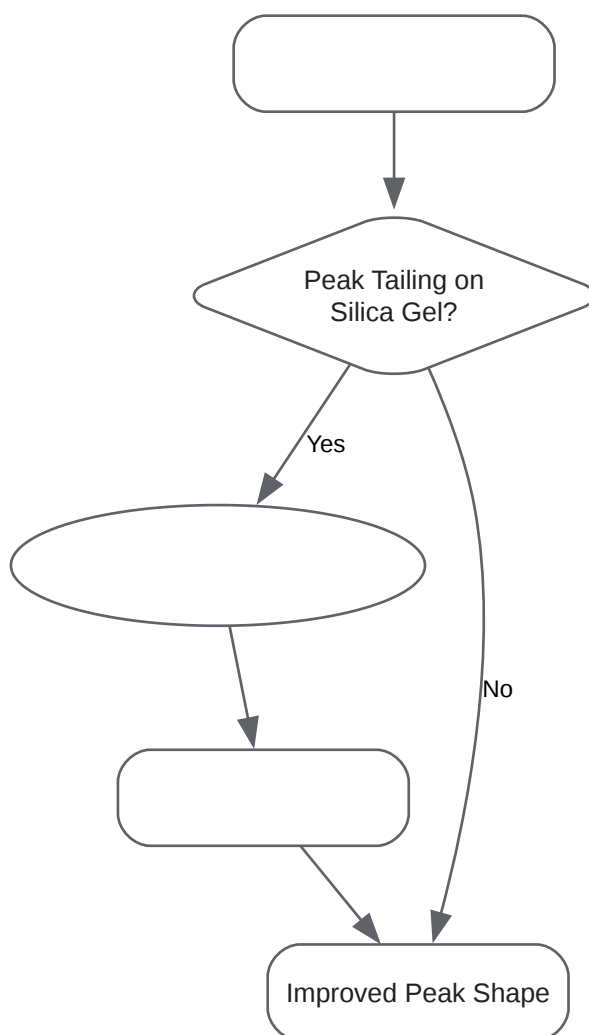 Peak Tailing on
Silica Gel?
Yes
No
Improved Peak Shape